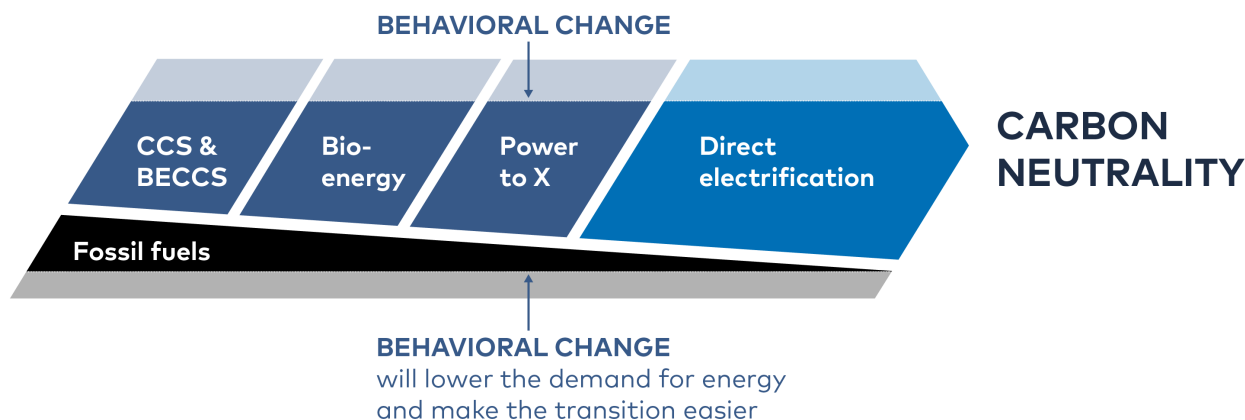 BEHAVIORAL CHANGE
CCS &
BECCS
Bio-
energy
Power
to X
Direct
electrification
CARBON
NEUTRALITY
Fossil fuels
BEHAVIORAL CHANGE
will lower the demand for energy
and make the transition easier